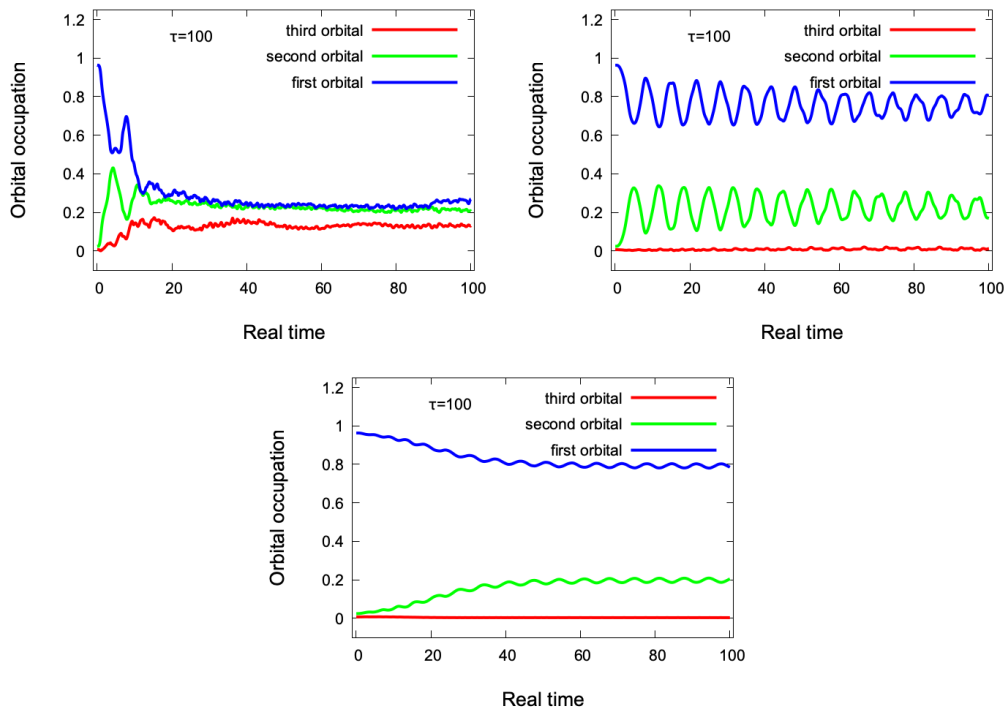 1.2
1
0.8
0.6
0.4
0.2
0
Orbital occupation
τ=100
third orbital
second orbital
first orbital
0 20 40 60 80 100
Real time
1.2
1
0.8
0.6
0.4
0.2
0
Orbital occupation
τ=100
third orbital
second orbital
first orbital
0 20 40 60 80 100
Real time
1.2
1
0.8
0.6
0.4
0.2
0
Orbital occupation
τ=100
third orbital
second orbital
first orbital
0 20 40 60 80 100
Real time